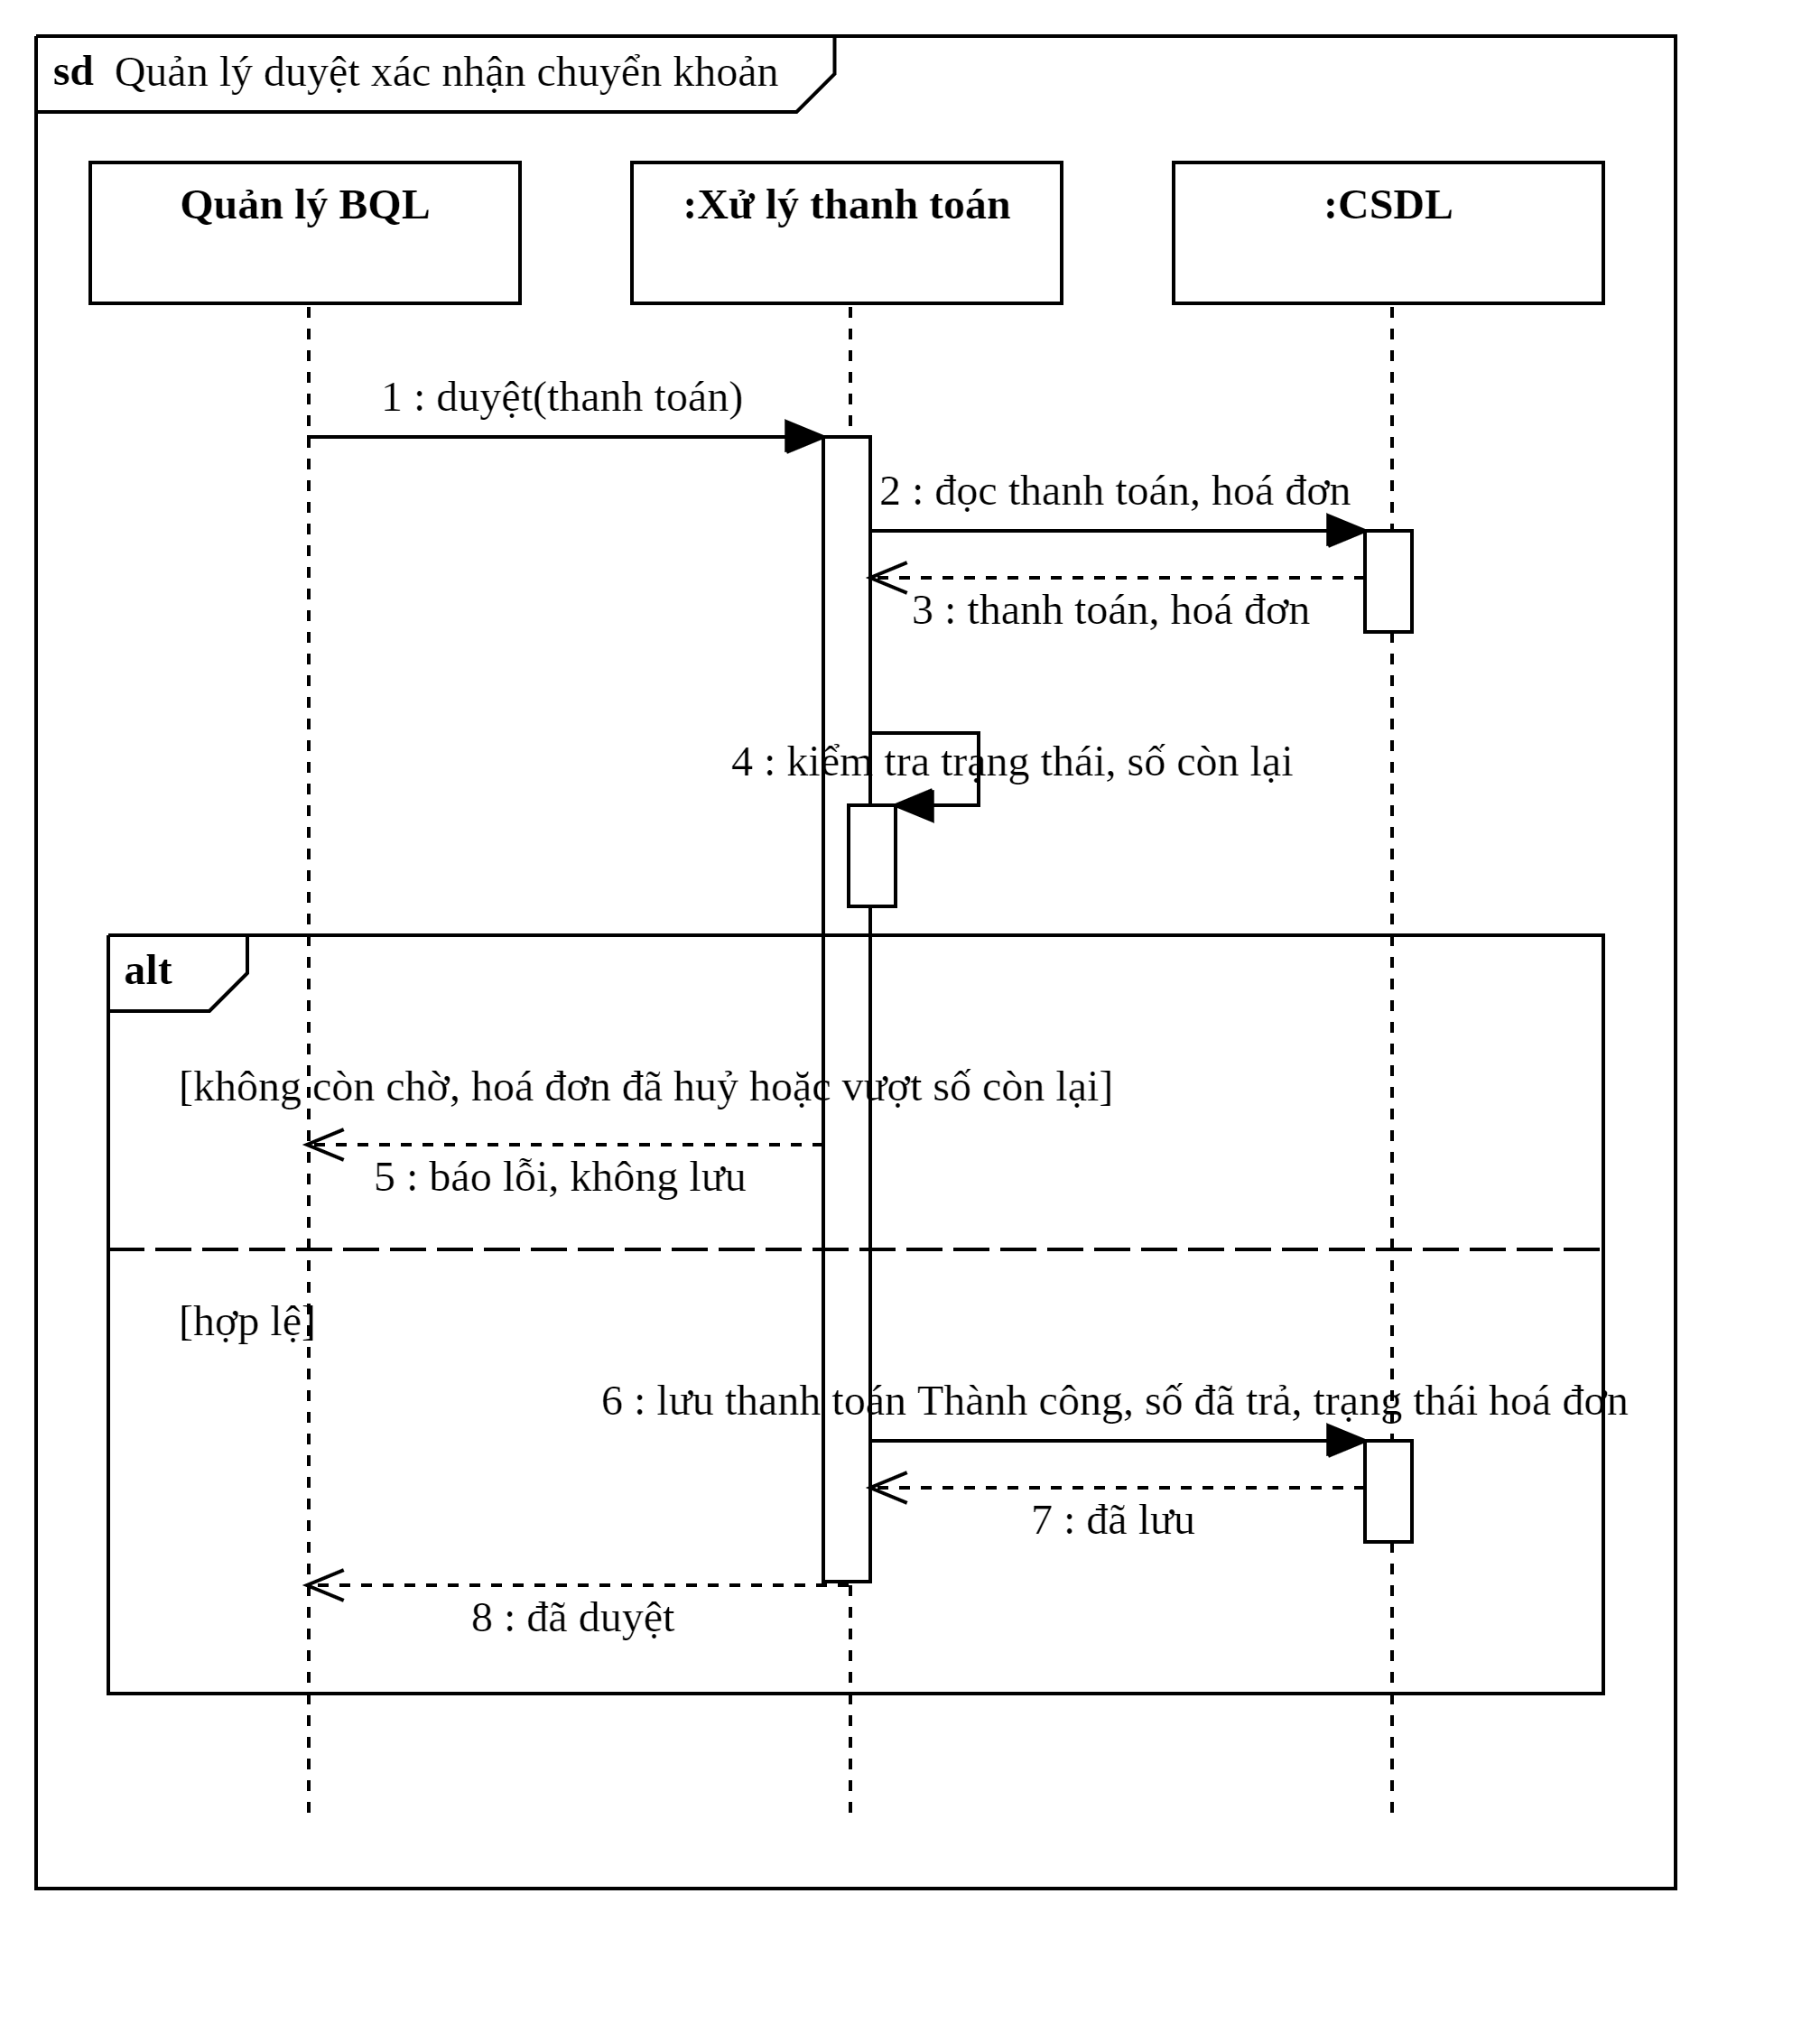 sd Quản lý duyệt xác nhận chuyển khoản
Quản lý BQL
:Xử lý thanh toán
:CSDL
1 : duyệt(thanh toán)
2 : đọc thanh toán, hoá đơn
3 : thanh toán, hoá đơn
4 : kiểm tra trạng thái, số còn lại
alt
[không còn chờ, hoá đơn đã huỷ hoặc vượt số còn lại]
5 : báo lỗi, không lưu
[hợp lệ]
6 : lưu thanh toán Thành công, số đã trả, trạng thái hoá đơn
7 : đã lưu
8 : đã duyệt